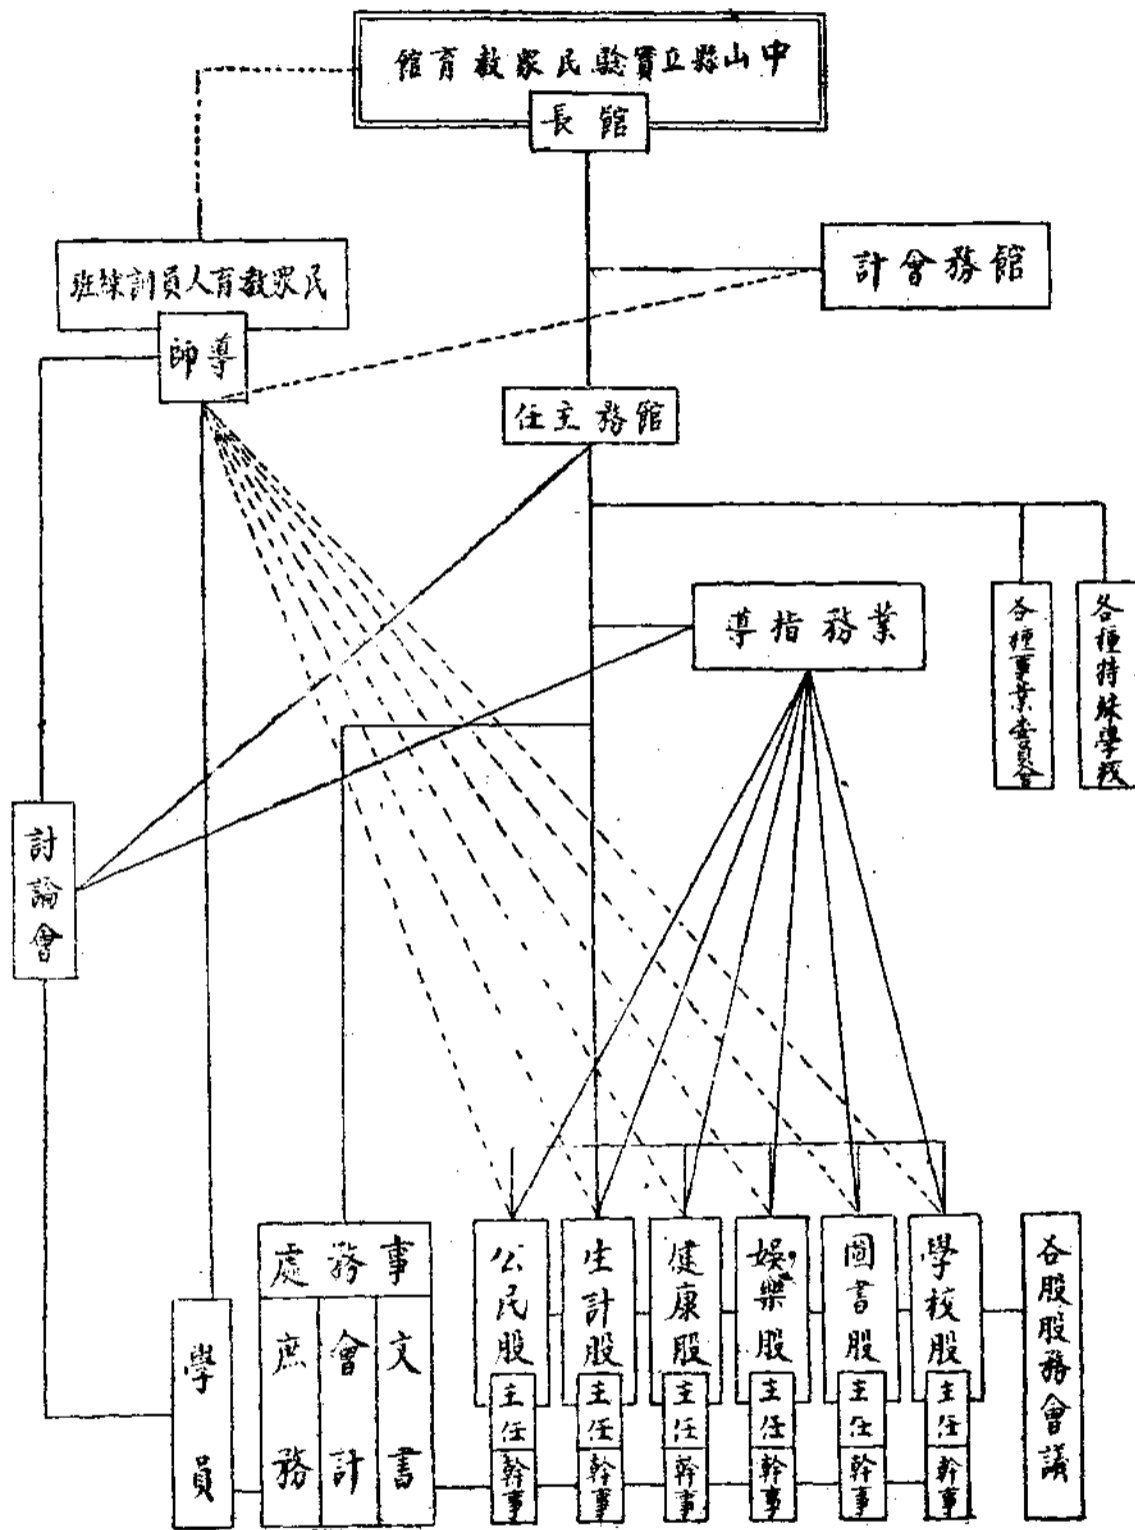 中山縣立實驗民眾教育館
館長
民眾教育人員訓練班
導師
館務會計
館務主任
業務指導
各種事業委員會
各種特殊學校
討論會
學員
事務處
文書
會計
庶務
公民股
主任
幹事
生計股
主任
幹事
健康股
主任
幹事
娛樂股
主任
幹事
圖書股
主任
幹事
學校股
主任
幹事
各股股務會議